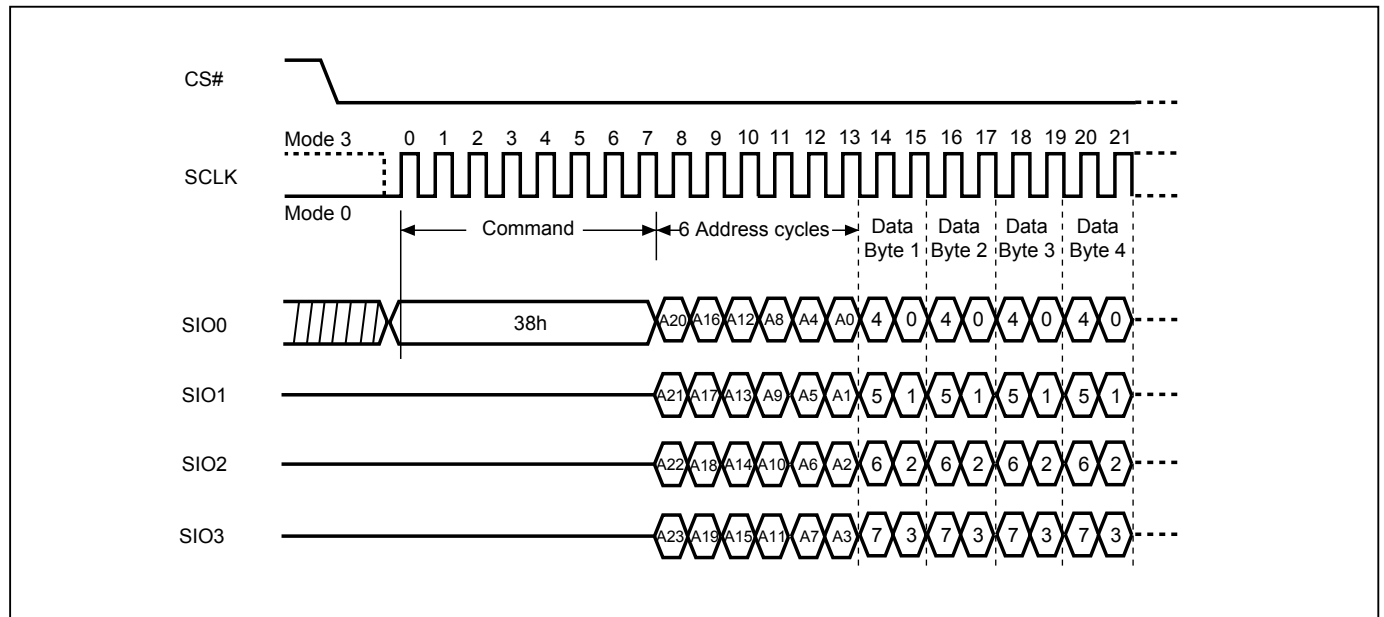 CS#
Mode 3
0 1 2 3 4 5 6 7 8 9 10 11 12 13 14 15 16 17 18 19 20 21
SCLK
Mode 0
Command
6 Address cycles
Data Byte 1
Data Byte 2
Data Byte 3
Data Byte 4
SIO0
38h
A20 A16 A12 A8 A4 A0 4 0 4 0 4 0 4 0
SIO1
A21 A17 A13 A9 A5 A1 5 1 5 1 5 1 5 1
SIO2
A22 A18 A14 A10 A6 A2 6 2 6 2 6 2 6 2
SIO3
A23 A19 A15 A11 A7 A3 7 3 7 3 7 3 7 3